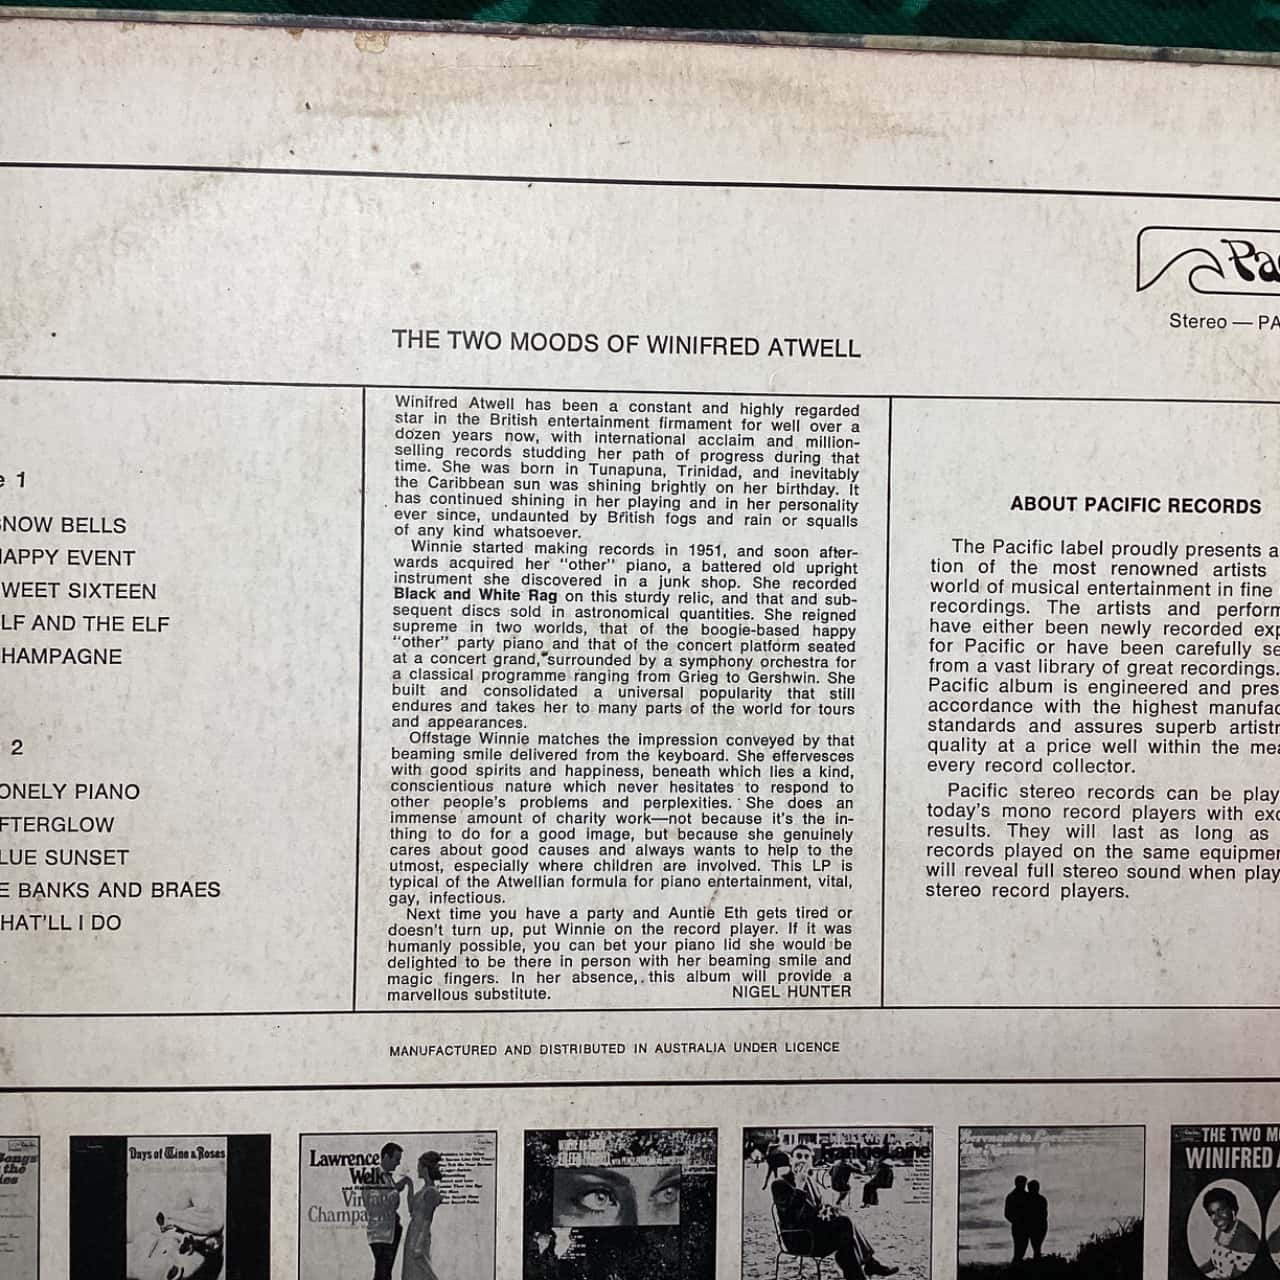 Stereo — PA
THE TWO MOODS OF WINIFRED ATWELL
e 1
SNOW BELLS
HAPPY EVENT
WEET SIXTEEN
LF AND THE ELF
HAMPAGNE
2
ONELY PIANO
FTERGLOW
LUE SUNSET
E BANKS AND BRAES
HAT'LL I DO
Winifred Atwell has been a constant and highly regarded
star in the British entertainment firmament for well over a
dozen years now, with international acclaim and million-
selling records studding her path of progress during that
time. She was born in Tunapuna, Trinidad, and inevitably
the Caribbean sun was shining brightly on her birthday. It
has continued shining in her playing and in her personality
ever since, undaunted by British fogs and rain or squalls
of any kind whatsoever.
Winnie started making records in 1951, and soon after-
wards acquired her "other" piano, a battered old upright
instrument she discovered in a junk shop. She recorded
Black and White Rag on this sturdy relic, and that and sub-
sequent discs sold in astronomical quantities. She reigned
supreme in two worlds, that of the boogie-based happy
"other" party piano and that of the concert platform seated
at a concert grand, surrounded by a symphony orchestra for
a classical programme ranging from Grieg to Gershwin. She
built and consolidated a universal popularity that still
endures and takes her to many parts of the world for tours
and appearances.
Offstage Winnie matches the impression conveyed by that
beaming smile delivered from the keyboard. She effervesces
with good spirits and happiness, beneath which lies a kind,
conscientious nature which never hesitates to respond to
other people's problems and perplexities. She does an
immense amount of charity work—not because it's the in-
thing to do for a good image, but because she genuinely
cares about good causes and always wants to help to the
utmost, especially where children are involved. This LP is
typical of the Atwellian formula for piano entertainment, vital,
gay, infectious.
Next time you have a party and Auntie Eth gets tired or
doesn't turn up, put Winnie on the record player. If it was
humanly possible, you can bet your piano lid she would be
delighted to be there in person with her beaming smile and
magic fingers. In her absence, this album will provide a
marvellous substitute. NIGEL HUNTER
ABOUT PACIFIC RECORDS
The Pacific label proudly presents a
tion of the most renowned artists
world of musical entertainment in fine
recordings. The artists and perform
have either been newly recorded exp
for Pacific or have been carefully se
from a vast library of great recordings.
Pacific album is engineered and pres
accordance with the highest manufac
standards and assures superb artistr
quality at a price well within the mea
every record collector.
Pacific stereo records can be play
today's mono record players with exc
results. They will last as long as
records played on the same equipmen
will reveal full stereo sound when play
stereo record players.
MANUFACTURED AND DISTRIBUTED IN AUSTRALIA UNDER LICENCE
Songs
the
Days of Wine & Roses
Lawrence
Welk
Vintage
Champagne
Frankie Laine
THE TWO M
WINIFRED A